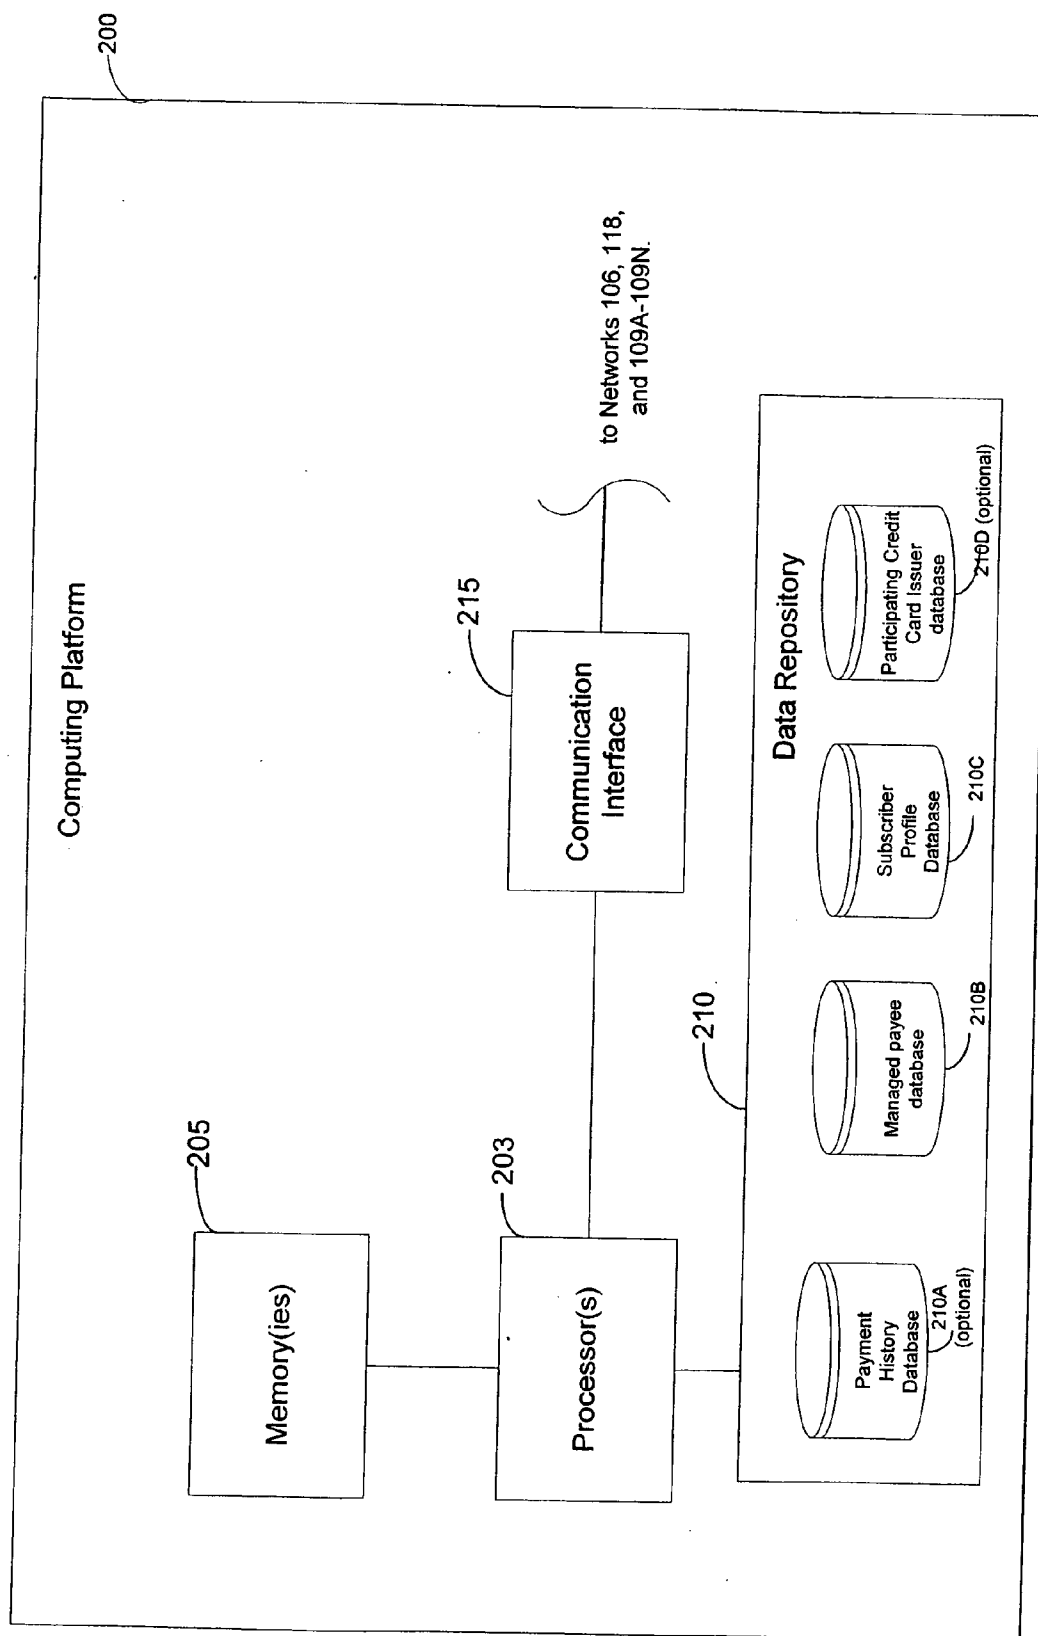 200
Computing Platform
205
Memory(ies)
203
Processor(s)
215
Communication
Interface
to Networks 106, 118,
and 109A-109N.
210
Data Repository
Payment
History
Database
210A
(optional)
Managed payee
database
210B
Subscriber
Profile
Database
210C
Participating Credit
Card Issuer
database
210D (optional)